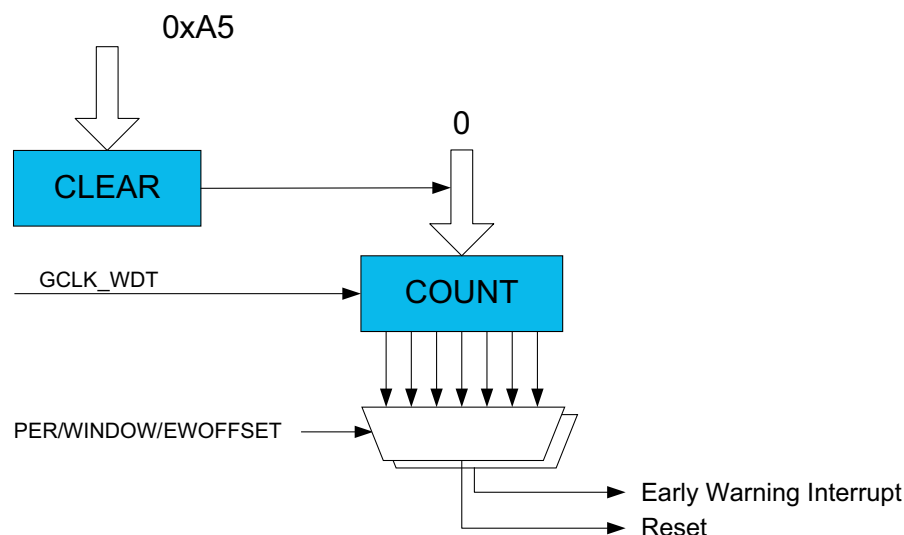 0xA5
0
CLEAR
GCLK_WDT
COUNT
PER/WINDOW/EWOFFSET
Early Warning Interrupt
Reset